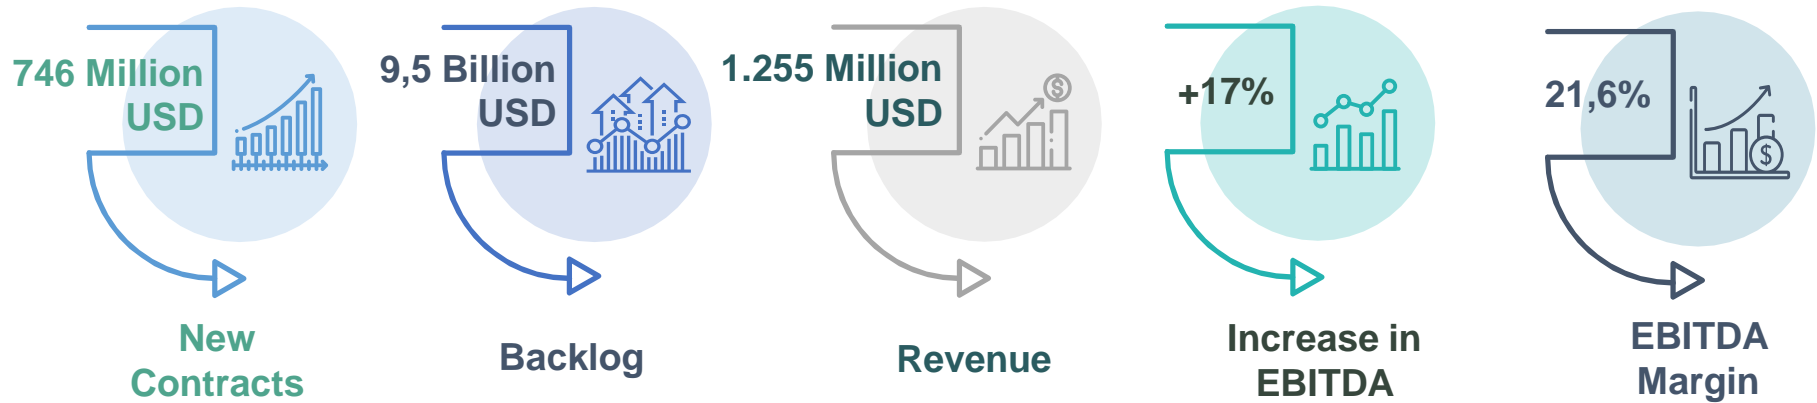 746 Million
USD
New
Contracts
9,5 Billion
USD
Backlog
1.255 Million
USD
Revenue
+17%
Increase in
EBITDA
21,6%
EBITDA
Margin